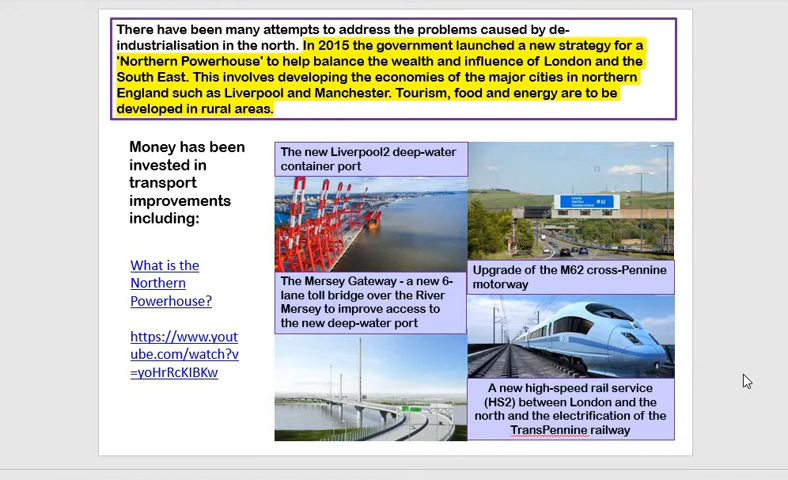 There have been many attempts to address the problems caused by de-
industrialisation in the north. In 2015 the government launched a new strategy for a
'Northern Powerhouse' to help balance the wealth and influence of London and the
South East. This involves developing the economies of the major cities in northern
England such as Liverpool and Manchester. Tourism, food and energy are to be
developed in rural areas.
Money has been
invested in
transport
improvements
including:
What is the
Northern
Powerhouse?
https://www.yout
ube.com/watch?v
=yoHrRcKIBKw
The new Liverpool2 deep-water
container port
The Mersey Gateway - a new 6-
lane toll bridge over the River
Mersey to improve access to
the new deep-water port
M62
Upgrade of the M62 cross-Pennine
motorway
A new high-speed rail service
(HS2) between London and the
north and the electrification of the
TransPennine railway